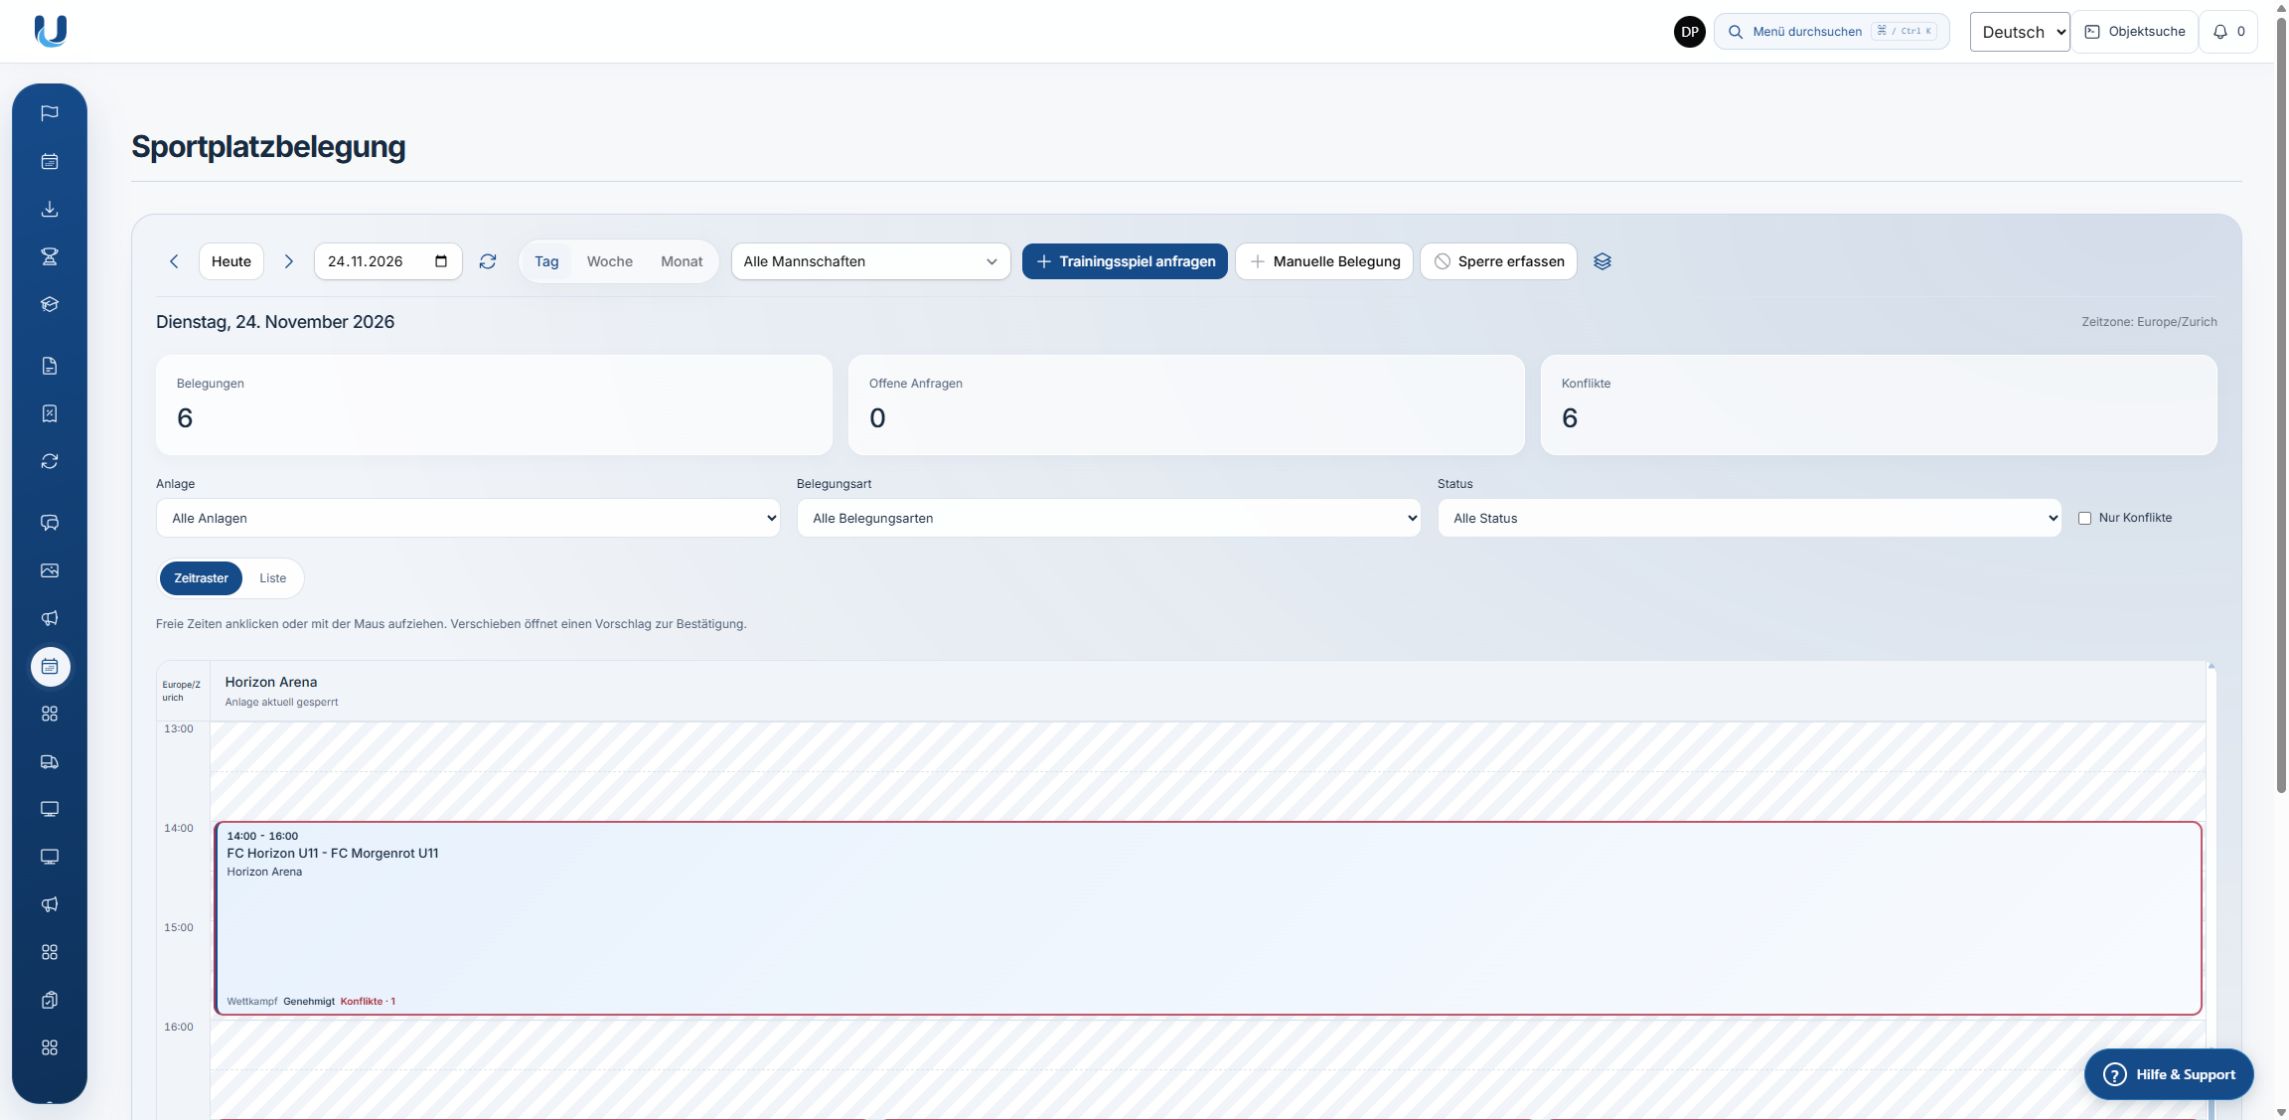 DP
Menü durchsuchen
⌘ / Ctrl K
Deutsch
Objektsuche
0
Sportplatzbelegung
Heute
24.11.2026
Tag
Woche
Monat
Alle Mannschaften
Trainingsspiel anfragen
Manuelle Belegung
Sperre erfassen
Dienstag, 24. November 2026
Zeitzone: Europe/Zurich
Belegungen
6
Offene Anfragen
0
Konflikte
6
Anlage
Alle Anlagen
Belegungsart
Alle Belegungsarten
Status
Alle Status
Nur Konflikte
Zeitraster
Liste
Freie Zeiten anklicken oder mit der Maus aufziehen. Verschieben öffnet einen Vorschlag zur Bestätigung.
Europe/Z
urich
Horizon Arena
Anlage aktuell gesperrt
13:00
14:00
14:00 - 16:00
FC Horizon U11 - FC Morgenrot U11
Horizon Arena
15:00
Wettkampf Genehmigt Konflikte · 1
16:00
Hilfe & Support